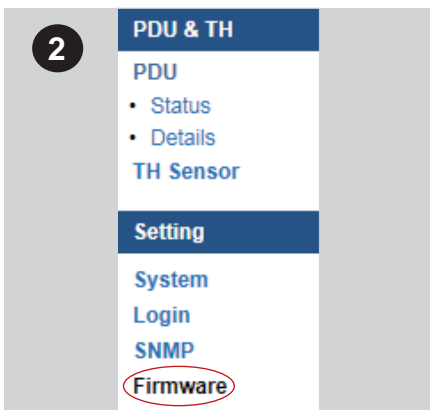 2
PDU & TH
PDU
• Status
• Details
TH Sensor
Setting
System
Login
SNMP
Firmware